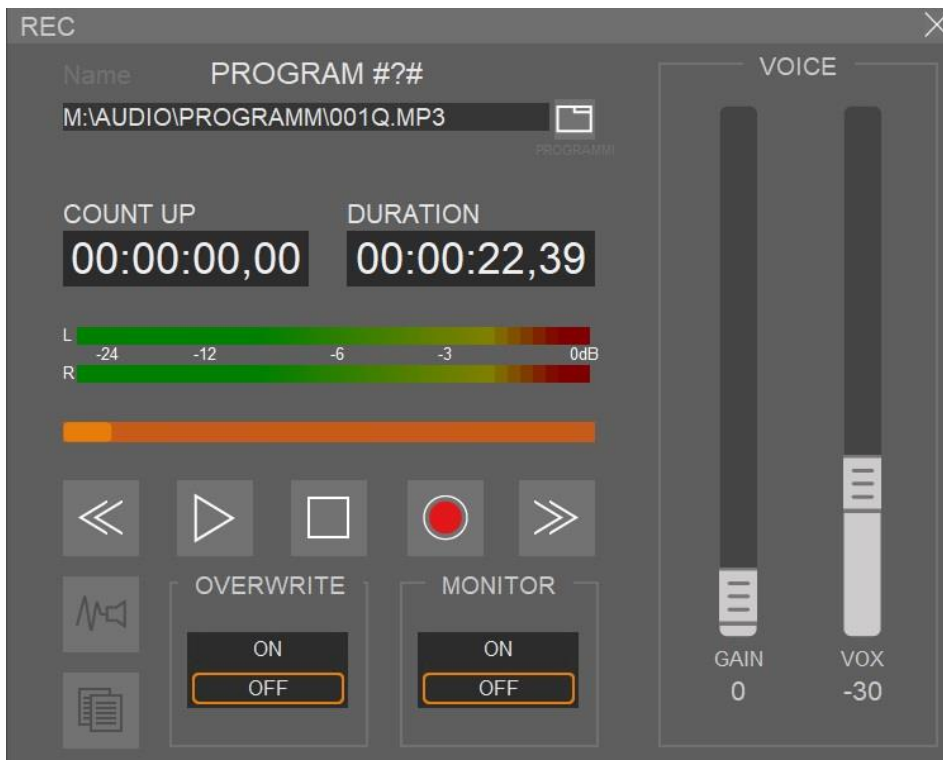 REC
Name PROGRAM #?#
M:\AUDIO\PROGRAMM\001Q.MP3
PROGRAMM!
COUNT UP DURATION
00:00:00,00 00:00:22,39
L
-24 -12 -6 -3 0dB
R
OVERWRITE MONITOR
ON ON
OFF OFF
VOICE
GAIN VOX
0 -30